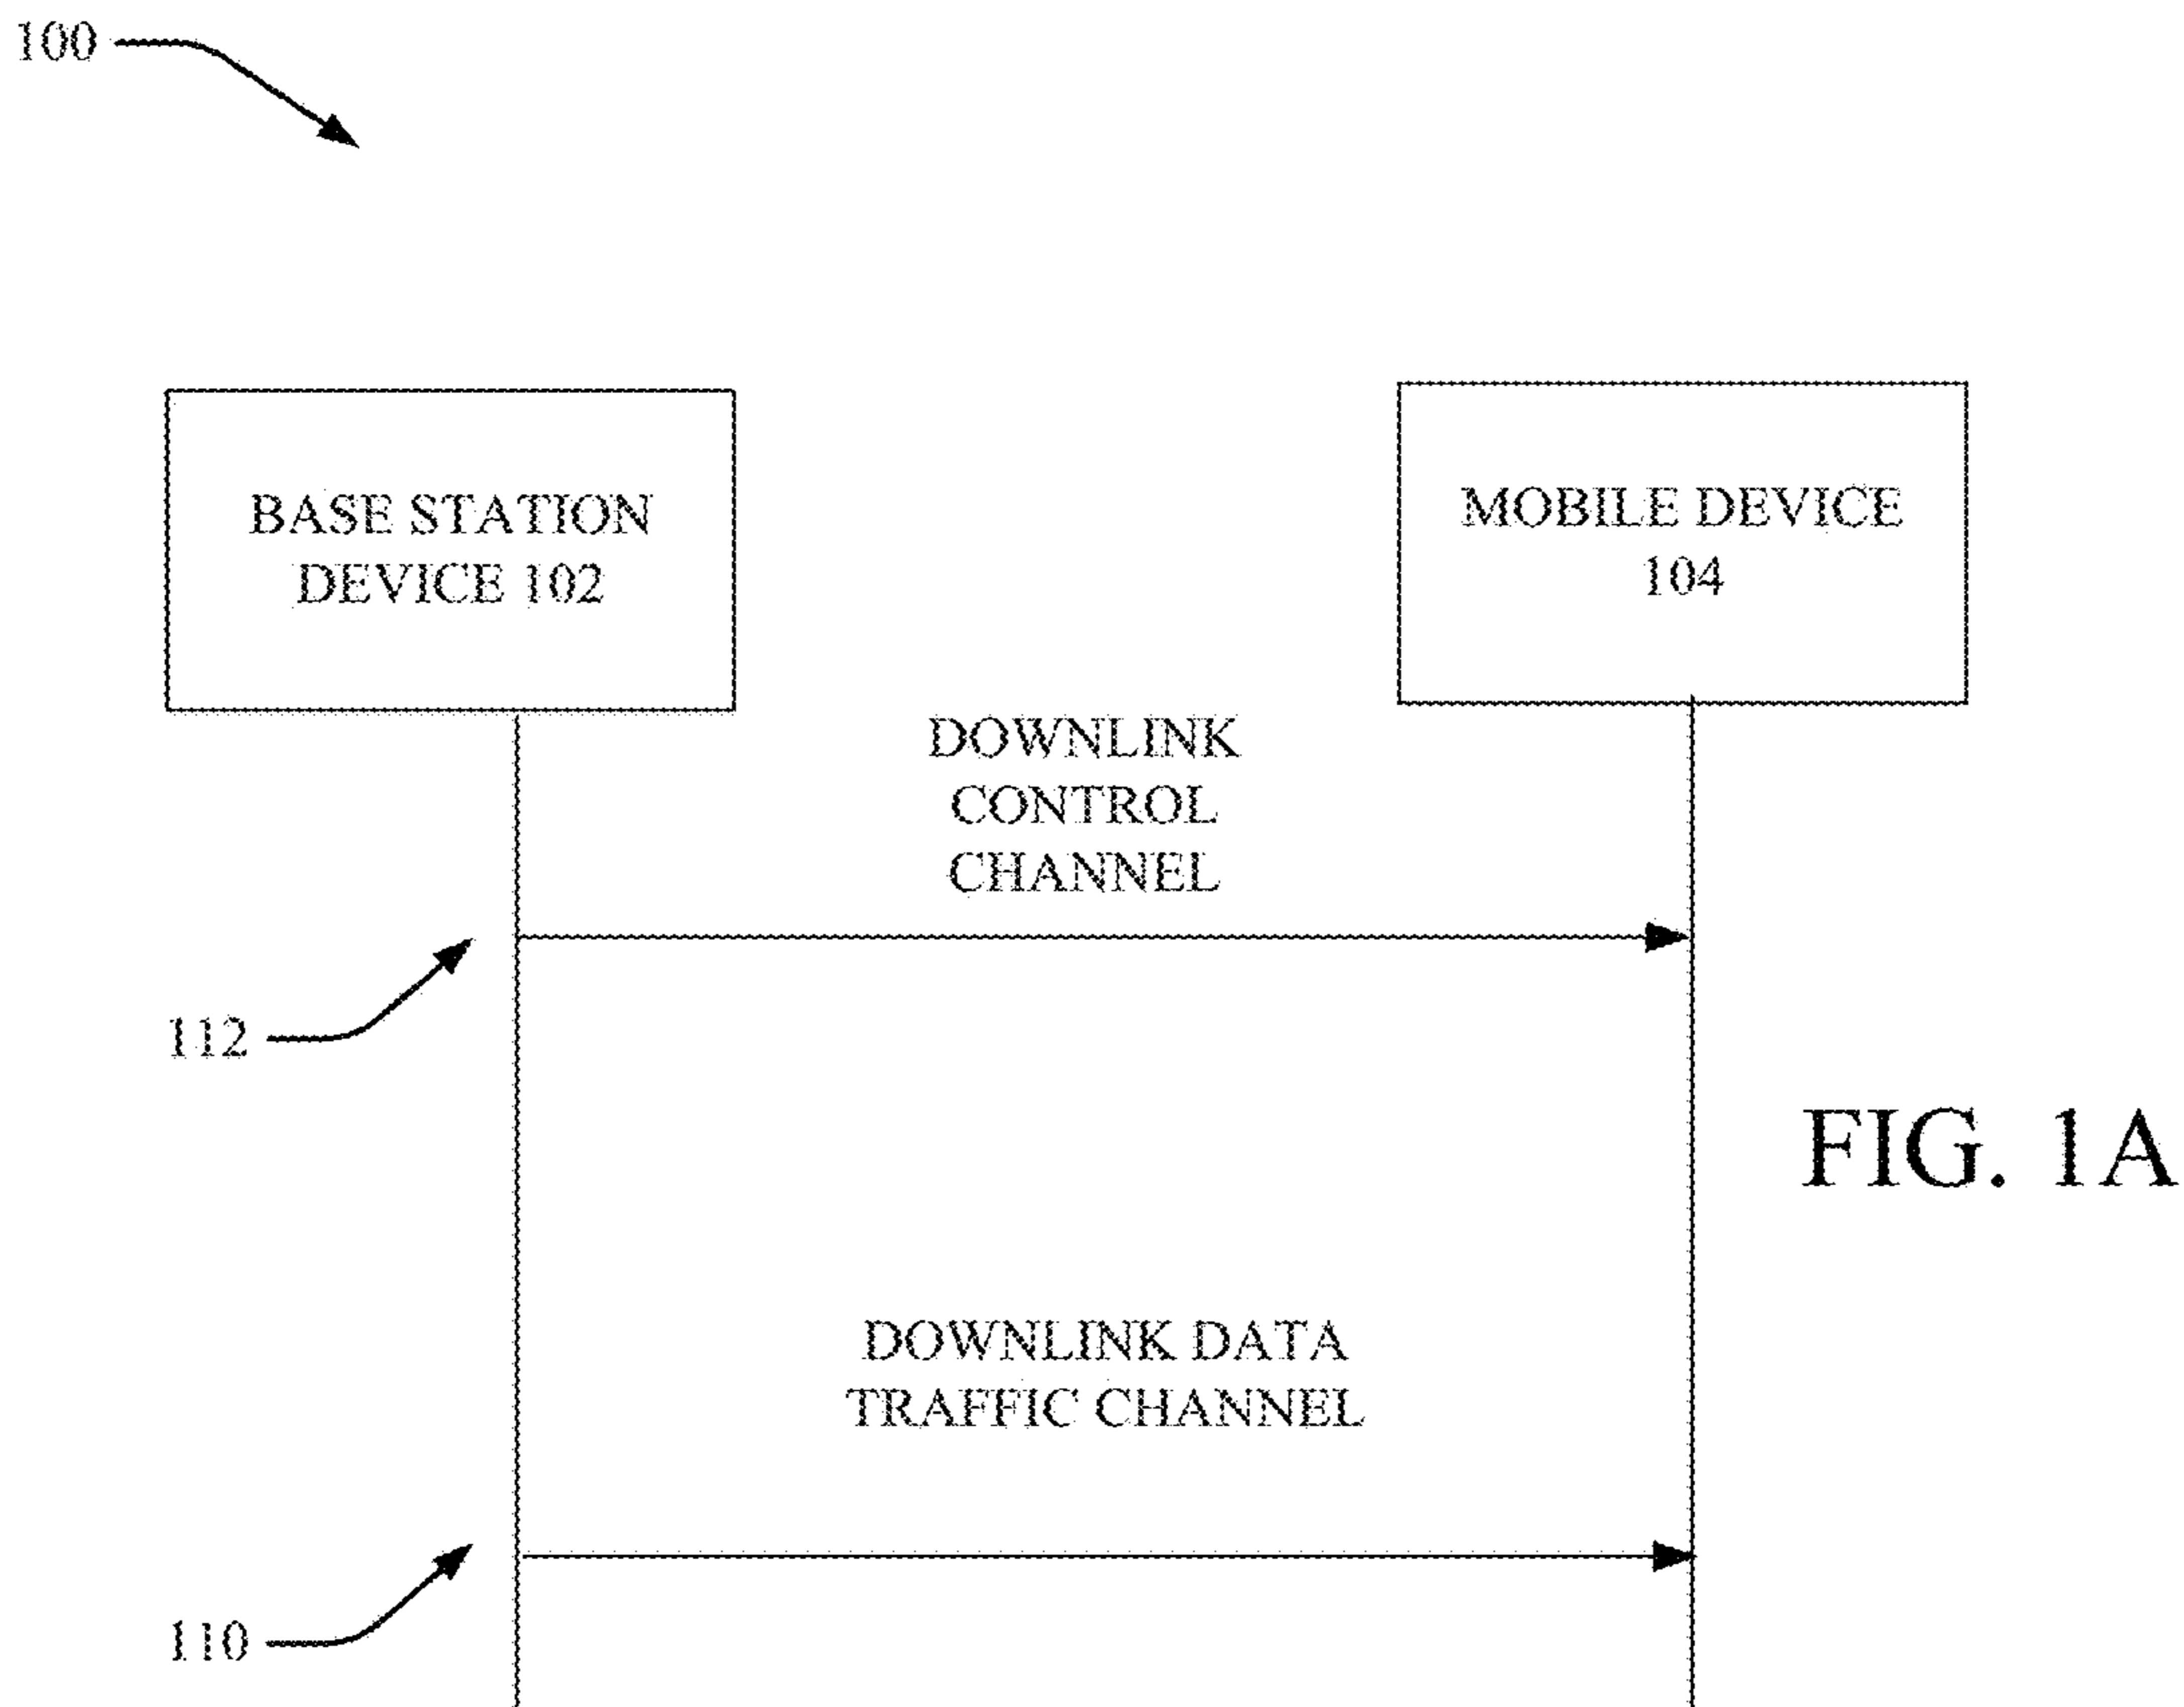 100
BASE STATION
DEVICE 102
MOBILE DEVICE
104
DOWNLINK
CONTROL
CHANNEL
112
FIG. 1A
DOWNLINK DATA
TRAFFIC CHANNEL
110